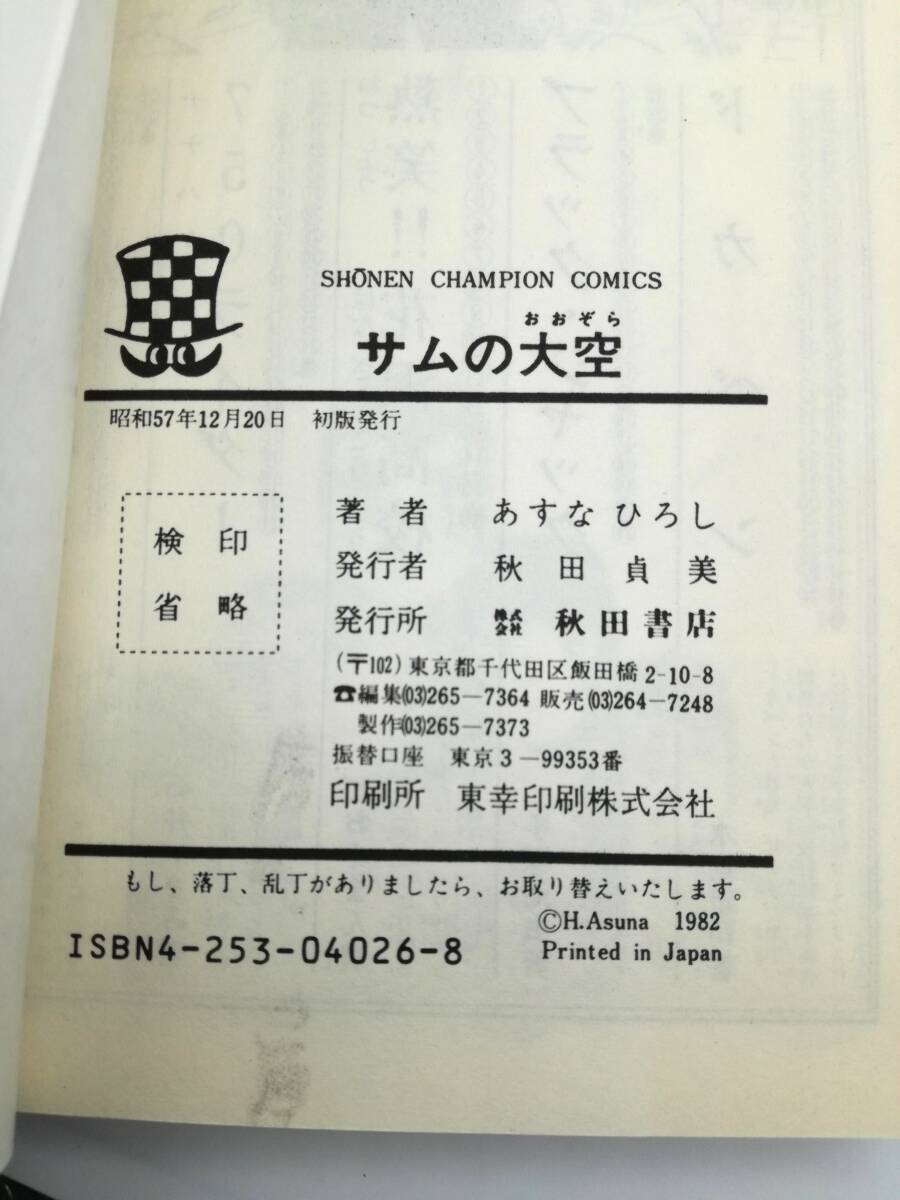 SHŌNEN CHAMPION COMICS
おおぞら
サムの大空
昭和57年12月20日 初版発行
検印
省略
著者 あすなひろし
発行者 秋田貞美
発行所 株式会社 秋田書店
(〒102)東京都千代田区飯田橋2-10-8
☎編集(03)265-7364 販売(03)264-7248
製作(03)265-7373
振替口座 東京3-99353番
印刷所 東幸印刷株式会社
もし、落丁、乱丁がありましたら、お取り替えいたします。
©H.Asuna 1982
ISBN4-253-04026-8
Printed in Japan